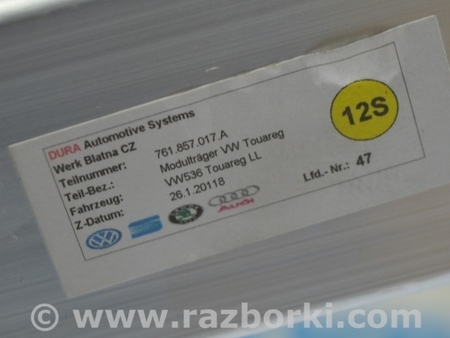 DURA Automotive Systems
Werk Blatna CZ
Teilnummer: 761.857.017.A
Teil-Bez.: Modulträger VW Touareg
Fahrzeug: VW536 Touareg LL
Z-Datum: 26.1.20118
Lfd.- Nr.: 47
12S
Audi
© www.razborki.com